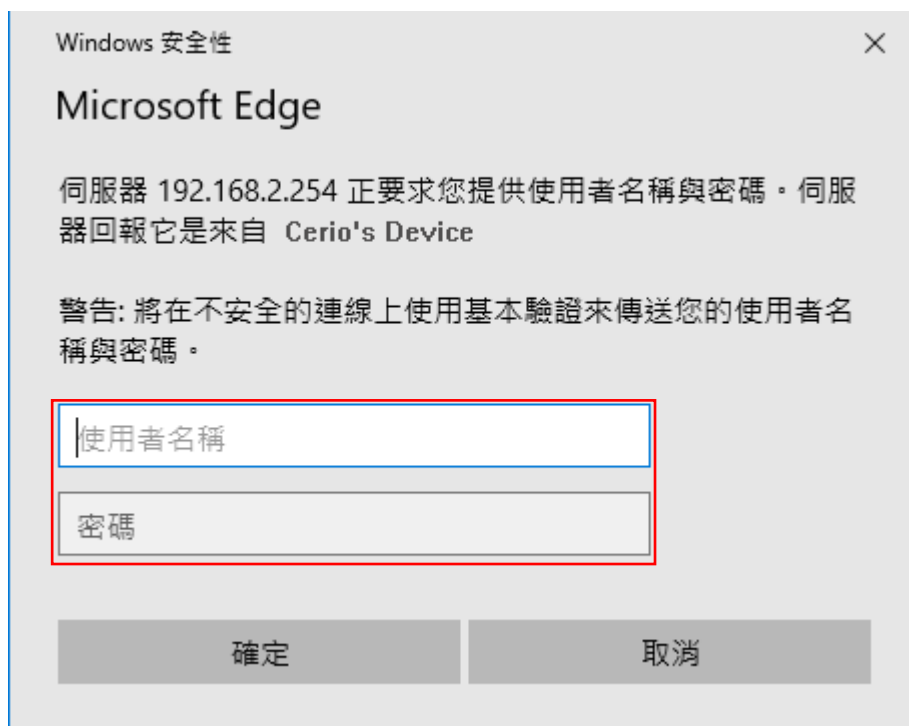 Windows 安全性
Microsoft Edge
伺服器 192.168.2.254 正要求您提供使用者名稱與密碼。伺服
器回報它是來自 Cerio's Device
警告: 將在不安全的連線上使用基本驗證來傳送您的使用者名
稱與密碼。
使用者名稱
密碼
確定 取消